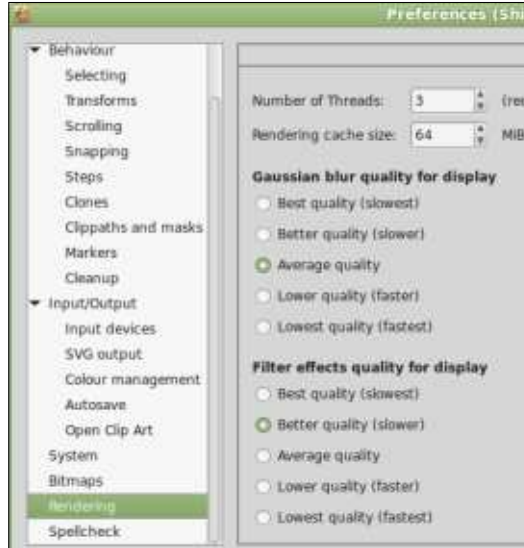 Preferences (Shi
Behaviour
Selecting
Transforms
Scrolling
Snapping
Steps
Clones
Clippaths and masks
Markers
Cleanup
Input/Output
Input devices
SVG output
Colour management
Autosave
Open Clip Art
System
Bitmaps
Rendering
Spellcheck
Number of Threads: 3 (re
Rendering cache size: 64 MiB
Gaussian blur quality for display
Best quality (slowest)
Better quality (slower)
Average quality
Lower quality (faster)
Lowest quality (fastest)
Filter effects quality for display
Best quality (slowest)
Better quality (slower)
Average quality
Lower quality (faster)
Lowest quality (fastest)